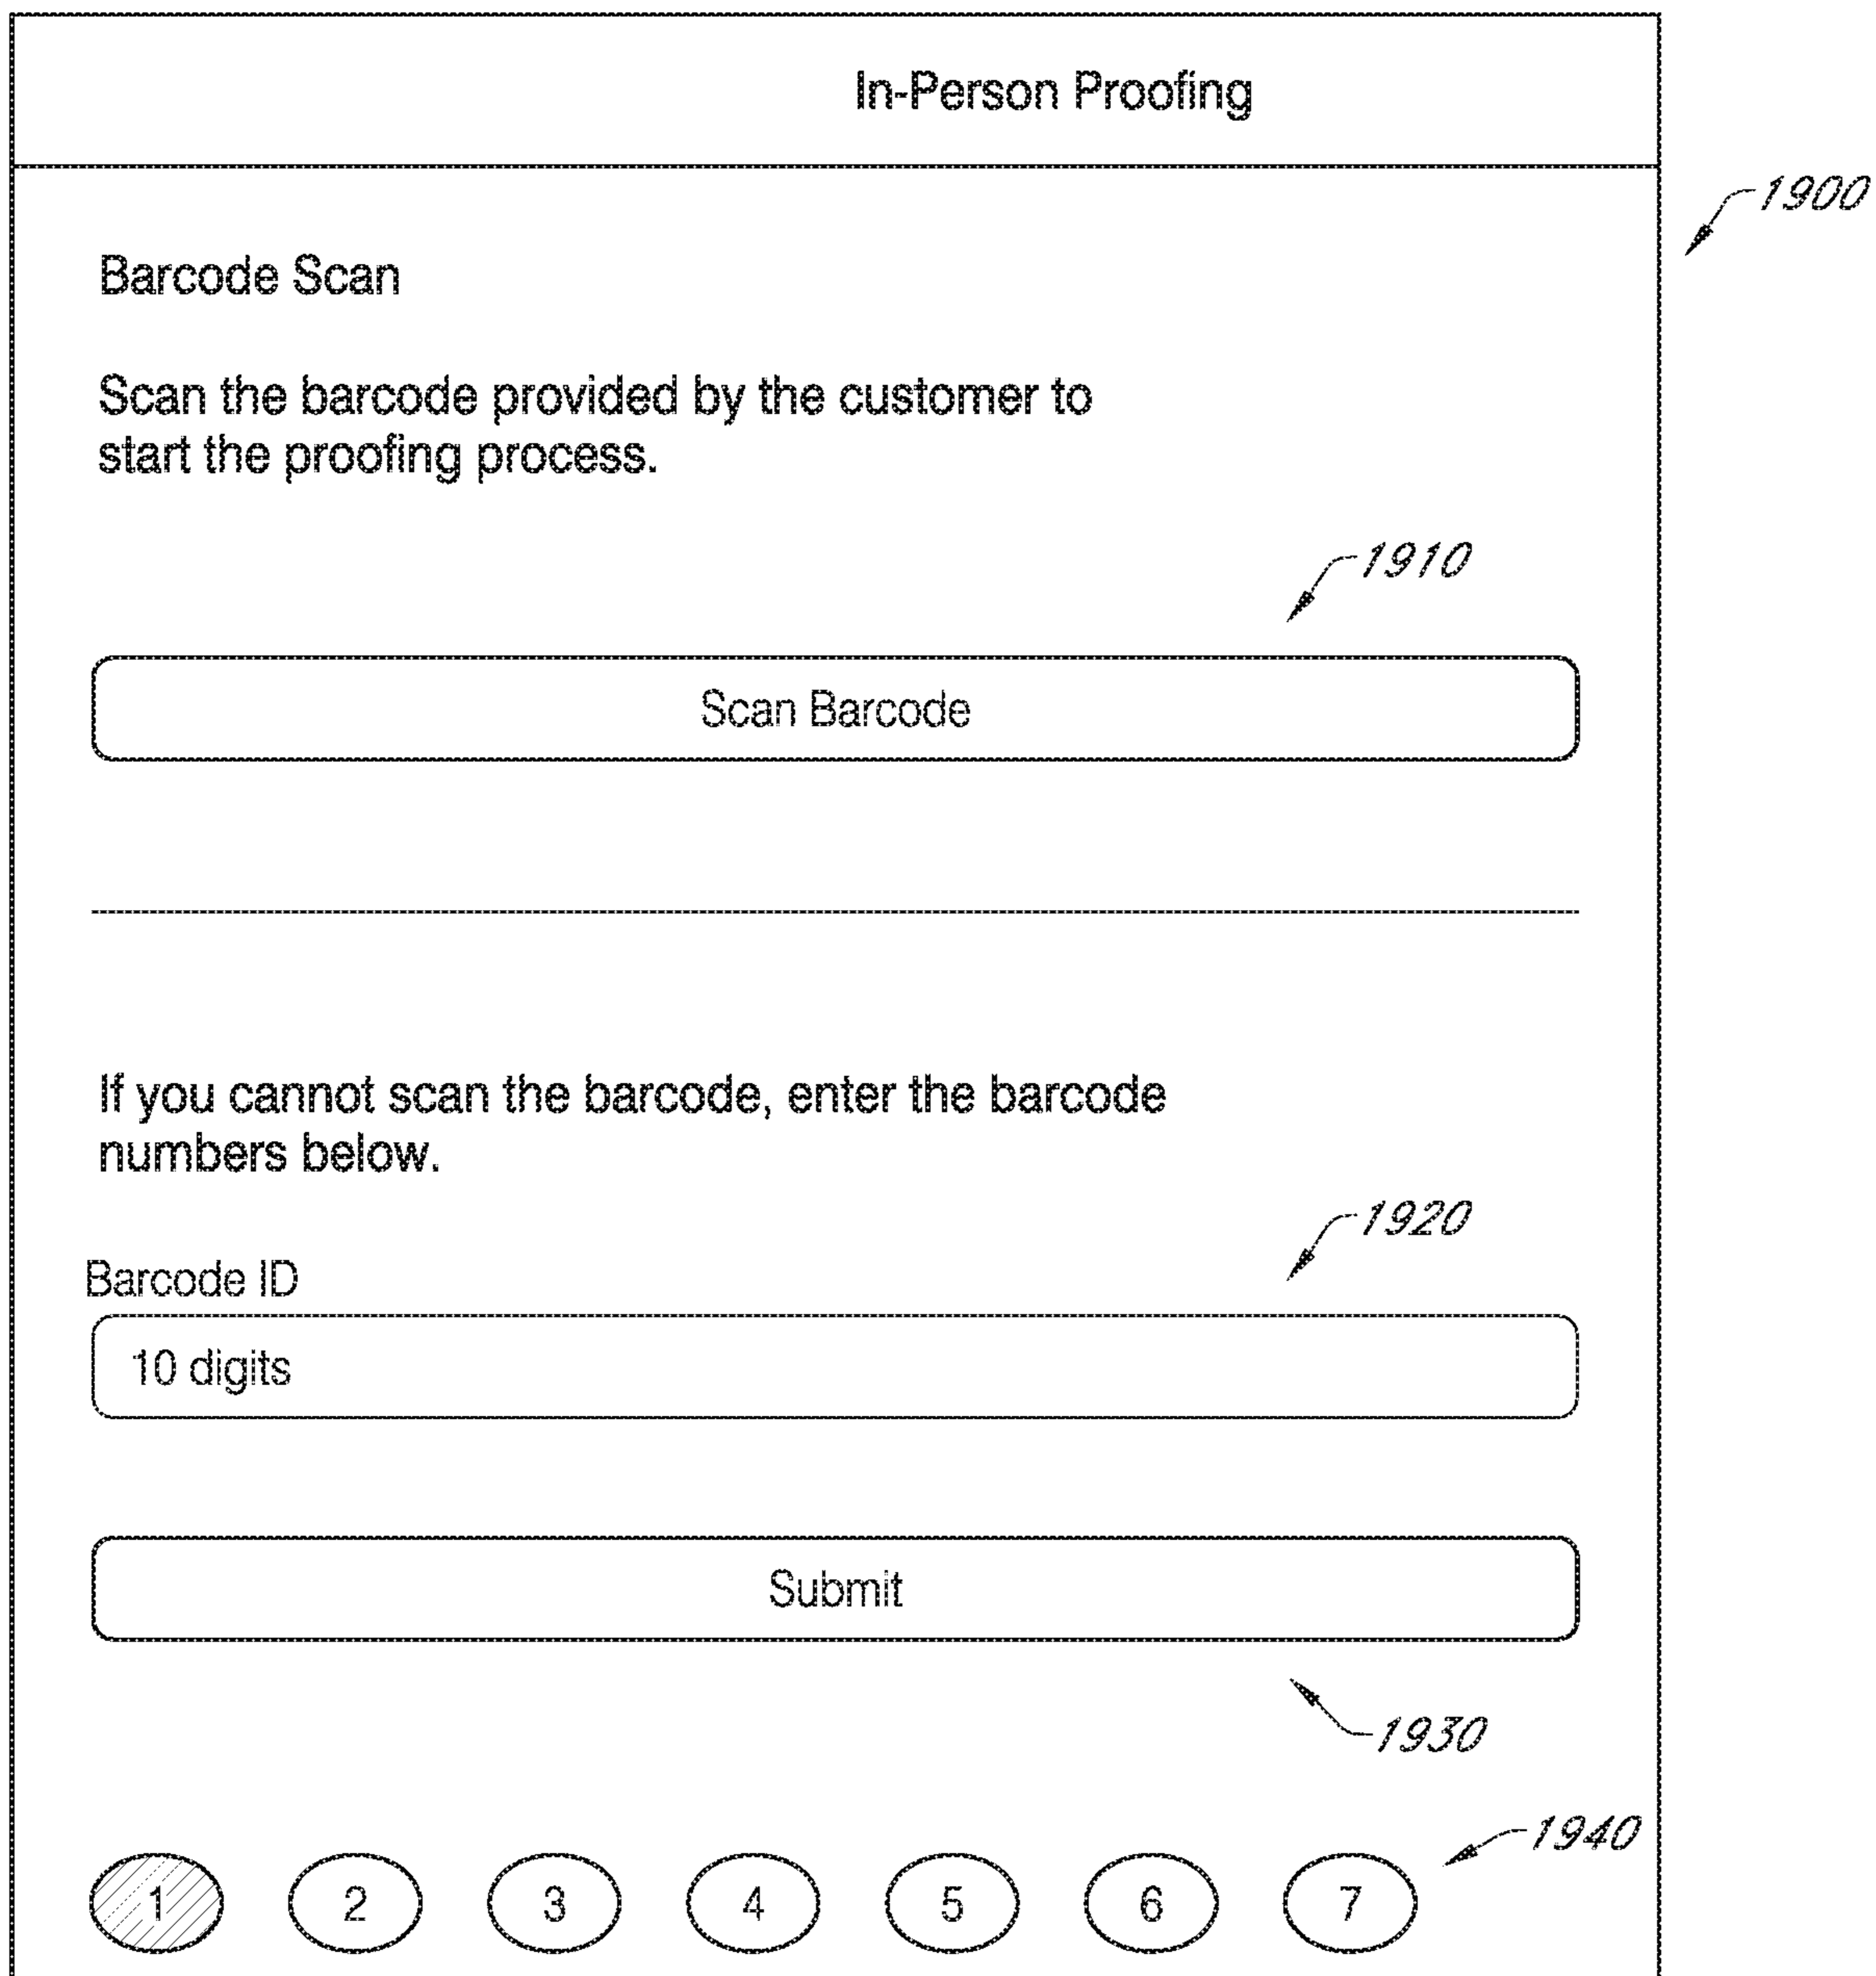 In-Person Proofing
1900
Barcode Scan
Scan the barcode provided by the customer to
start the proofing process.
1910
Scan Barcode
If you cannot scan the barcode, enter the barcode
numbers below.
1920
Barcode ID
10 digits
Submit
1930
1940
1 2 3 4 5 6 7